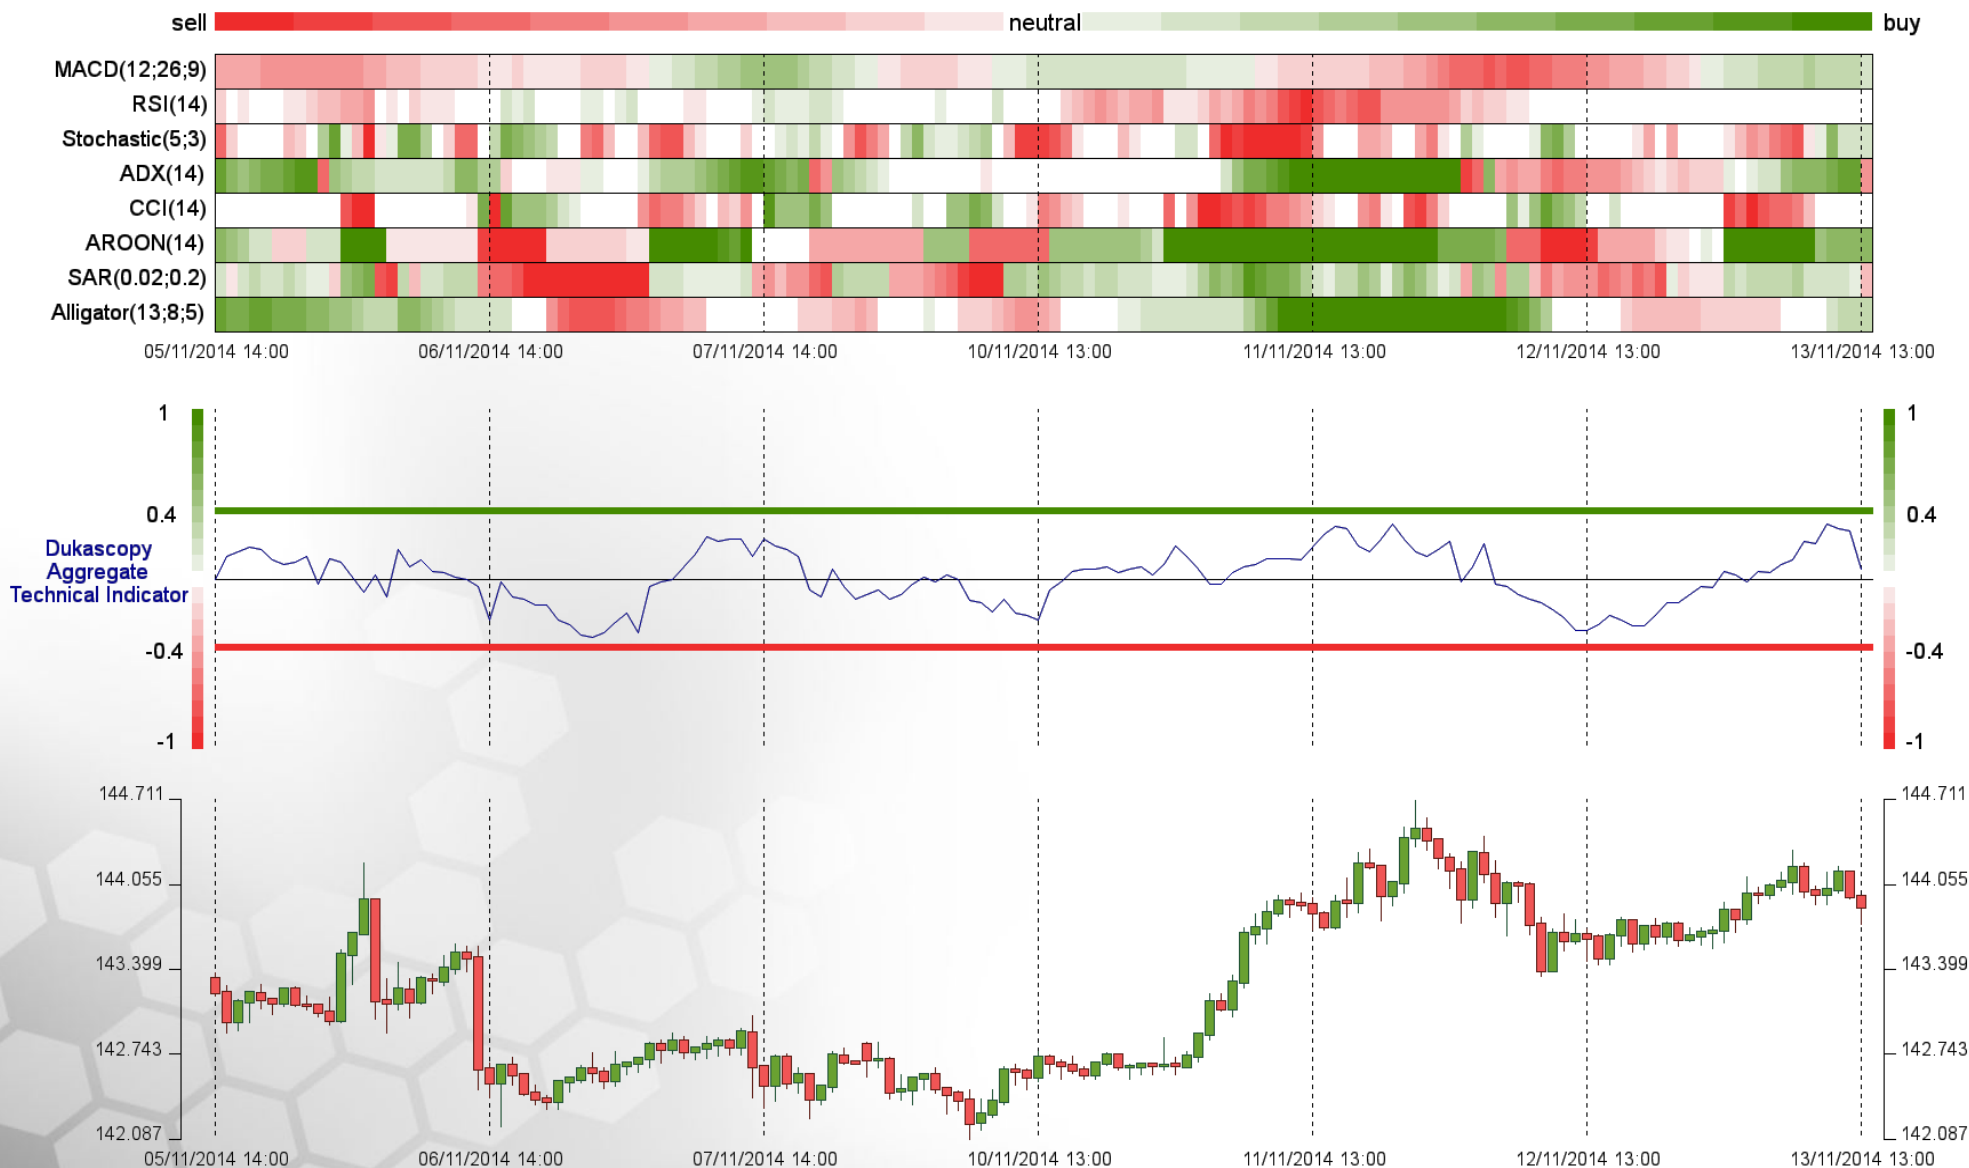 sell neutral buy
MACD(12;26;9)
RSI(14)
Stochastic(5;3)
ADX(14)
CCI(14)
AROON(14)
SAR(0.02;0.2)
Alligator(13;8;5)
05/11/2014 14:00 06/11/2014 14:00 07/11/2014 14:00 10/11/2014 13:00 11/11/2014 13:00 12/11/2014 13:00 13/11/2014 13:00
1 1
0.4 0.4
Dukascopy
Aggregate
Technical Indicator
-0.4 -0.4
-1 -1
144.711 144.711
144.055 144.055
143.399 143.399
142.743 142.743
142.087 142.087
05/11/2014 14:00 06/11/2014 14:00 07/11/2014 14:00 10/11/2014 13:00 11/11/2014 13:00 12/11/2014 13:00 13/11/2014 13:00